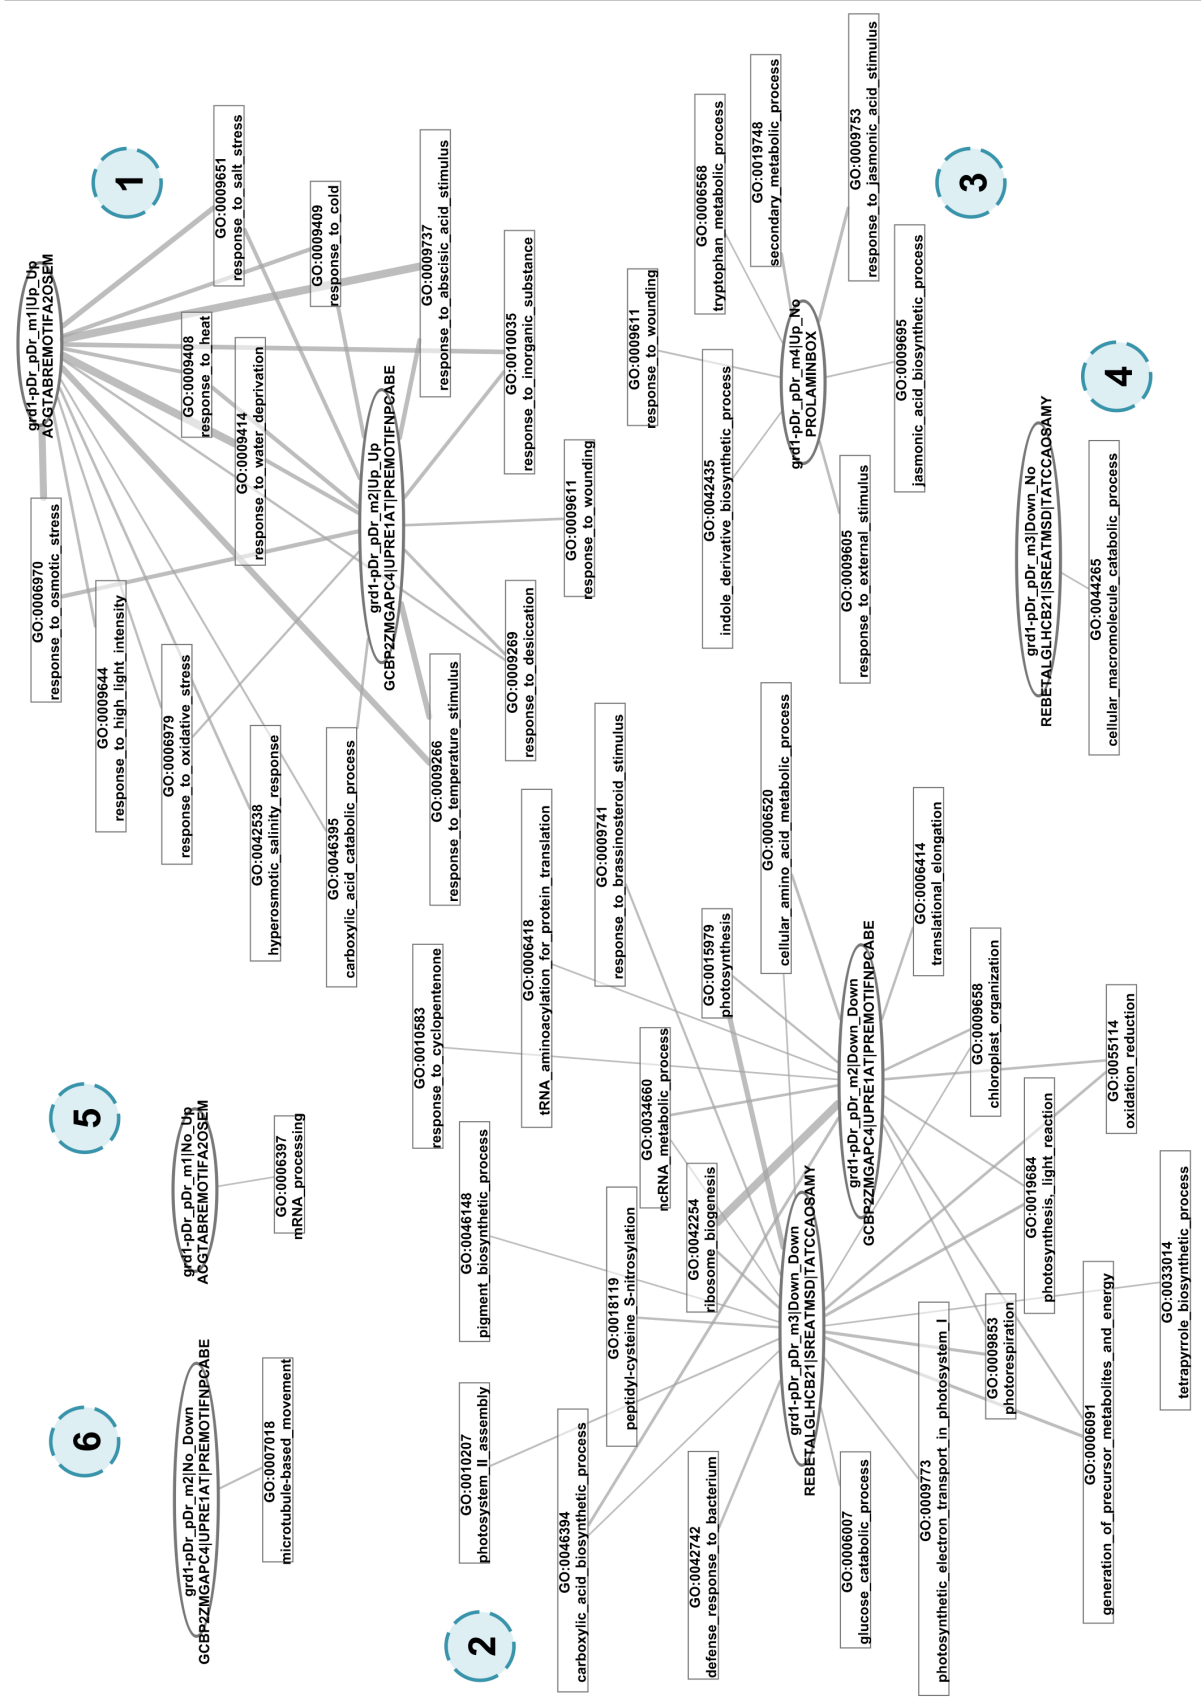 1
grd1-pDr_pDr_m1|Up_Up
ACGTABREMOTIFA2OSEM
GO:0009651
response_to_salt_stress
GO:0009409
response_to_cold
GO:0009408
response_to_heat
GO:0009414
response_to_water_deprivation
GO:0009737
response_to_abscisic_acid_stimulus
GO:0010035
response_to_inorganic_substance
grd1-pDr_pDr_m2|Up_Up
GCBP2ZMGAPC4|UPRE1AT|PREMOTIFNPCABE
GO:0009611
response_to_wounding
GO:0006970
response_to_osmotic_stress
GO:0009644
response_to_high_light_intensity
GO:0006979
response_to_oxidative_stress
GO:0042538
hyperosmotic_salinity_response
GO:0046395
carboxylic_acid_catabolic_process
GO:0009266
response_to_temperature_stimulus
GO:0009269
response_to_desiccation
3
GO:0009611
response_to_wounding
GO:0006568
tryptophan_metabolic_process
GO:0019748
secondary_metabolic_process
GO:0009753
response_to_jasmonic_acid_stimulus
GO:0009695
jasmonic_acid_biosynthetic_process
grd1-pDr_pDr_m4|Up_No
PROLAMINBOX
GO:0042435
indole_derivative_biosynthetic_process
GO:0009605
response_to_external_stimulus
4
grd1-pDr_pDr_m3|Down_No
REBETALGLHCB21|SREATMSD|TATCCAOSAMY
GO:0044265
cellular_macromolecule_catabolic_process
5
grd1-pDr_pDr_m1|No_Up
ACGTABREMOTIFA2OSEM
GO:0006397
mRNA_processing
6
grd1-pDr_pDr_m2|No_Down
GCBP2ZMGAPC4|UPRE1AT|PREMOTIFNPCABE
GO:0007018
microtubule-based_movement
2
GO:0010583
response_to_cyclopentenone
GO:0006418
tRNA_aminoacylation_for_protein_translation
GO:0009741
response_to_brassinosteroid_stimulus
GO:0015979
photosynthesis
GO:0006520
cellular_amino_acid_metabolic_process
GO:0006414
translational_elongation
GO:0009658
chloroplast_organization
GO:0055114
oxidation_reduction
grd1-pDr_pDr_m2|Down_Down
GCBP2ZMGAPC4|UPRE1AT|PREMOTIFNPCABE
GO:0046148
pigment_biosynthetic_process
GO:0034660
ncRNA_metabolic_process
GO:0042254
ribosome_biogenesis
GO:0018119
peptidyl-cysteine_S-nitrosylation
grd1-pDr_pDr_m3|Down_Down
REBETALGLHCB21|SREATMSD|TATCCAOSAMY
GO:0019684
photosynthesis,_light_reaction
GO:0033014
tetrapyrrole_biosynthetic_process
GO:0009853
photorespiration
GO:0006091
generation_of_precursor_metabolites_and_energy
GO:0010207
photosystem_II_assembly
GO:0046394
carboxylic_acid_biosynthetic_process
GO:0042742
defense_response_to_bacterium
GO:0006007
glucose_catabolic_process
GO:0009773
photosynthetic_electron_transport_in_photosystem_I